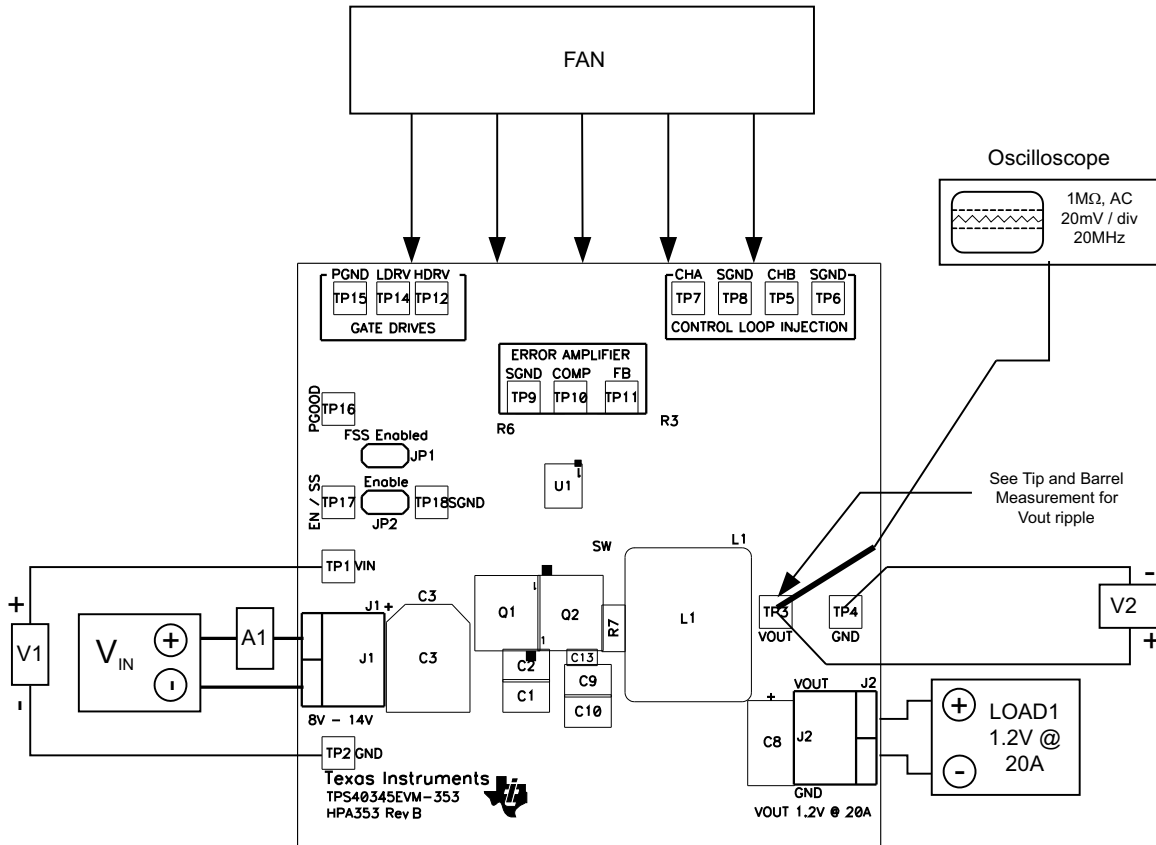 FAN
Oscilloscope
1MΩ, AC
20mV / div
20MHz
PGND LDRV HDRV
TP15 TP14 TP12
GATE DRIVES
CHA SGND CHB SGND
TP7 TP8 TP5 TP6
CONTROL LOOP INJECTION
ERROR AMPLIFIER
SGND COMP FB
TP9 TP10 TP11
R6 R3
PGOOD
TP16
FSS Enabled
JP1
EN / SS
TP17
Enable
JP2
TP18 SGND
1
U1
See Tip and Barrel
Measurement for
Vout ripple
TP1 VIN
SW
L1
L1
Q1
1
Q2
1
R7
C2
C1
C13
C9
C10
TP3
VOUT
TP4
GND
-
V2
+
+
V1
-
VIN
+
-
A1
J1 +
J1
8V - 14V
C3
C3
TP2 GND
+
C8
VOUT J2
J2
GND
VOUT 1.2V @ 20A
+
-
LOAD1
1.2V @
20A
Texas Instruments
TPS40345EVM-353
HPA353 Rev B